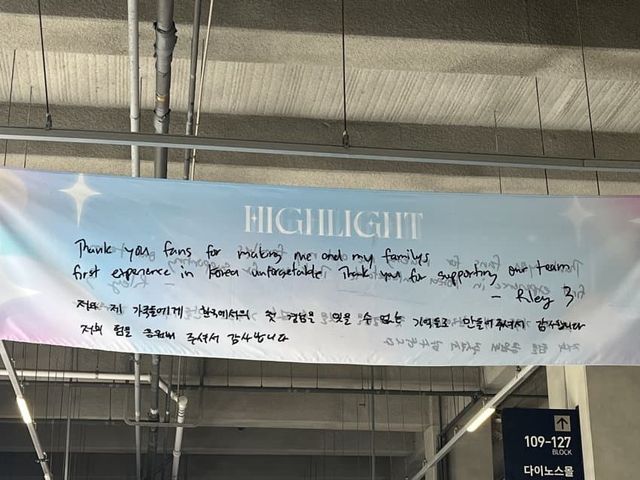 HIGHLIGHT
Thank you fans for making me and my familys
first experience in Korea unforgetable. Thank you for supporting our team
- Riley 3
저와 제 가족들에게 한국에서의 첫 경험을 잊을 수 없는 기억으로 만들어주셔서 감사합니다
저희 팀을 응원해 주셔서 감사합니다
109-127
BLOCK
다이노스몰